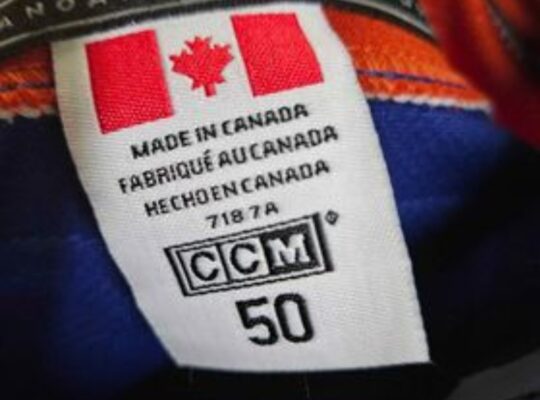 MADE IN CANADA
FABRIQUÉ AU CANADA
HECHO EN CANADA
7187A
CCM
50